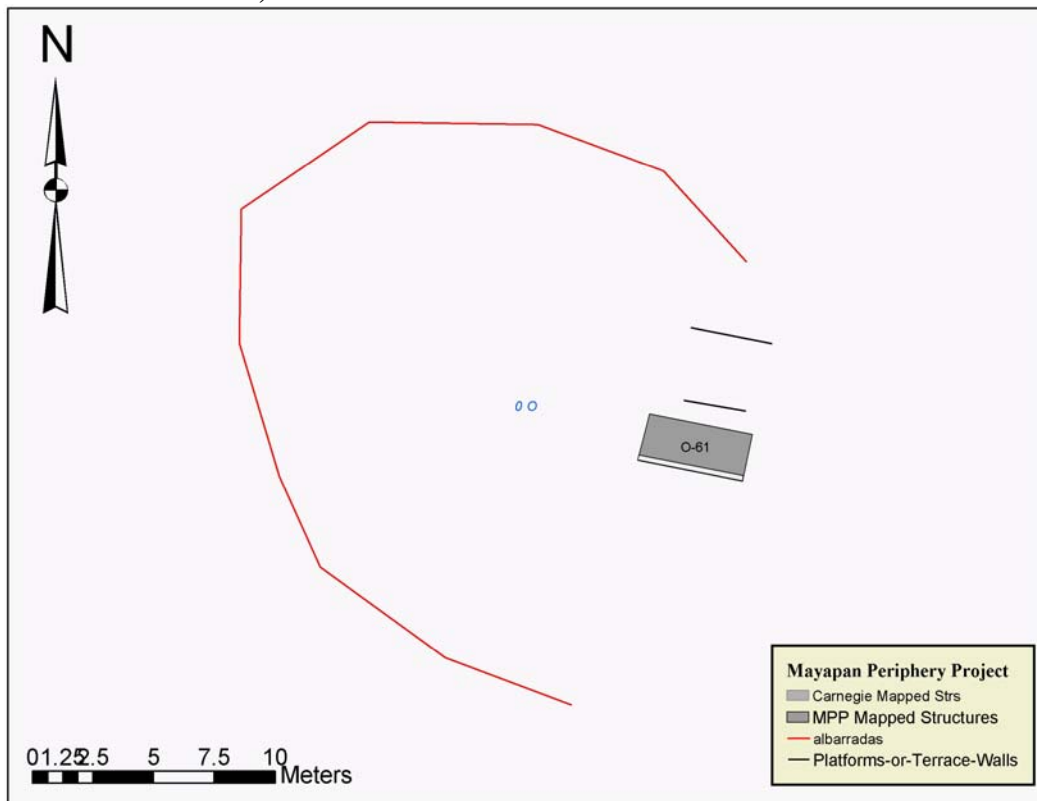 N
0 O
O-61
01.252.5 5 7.5 10
Meters
Mayapan Periphery Project
Carnegie Mapped Strs
MPP Mapped Structures
albarradas
Platforms-or-Terrace-Walls